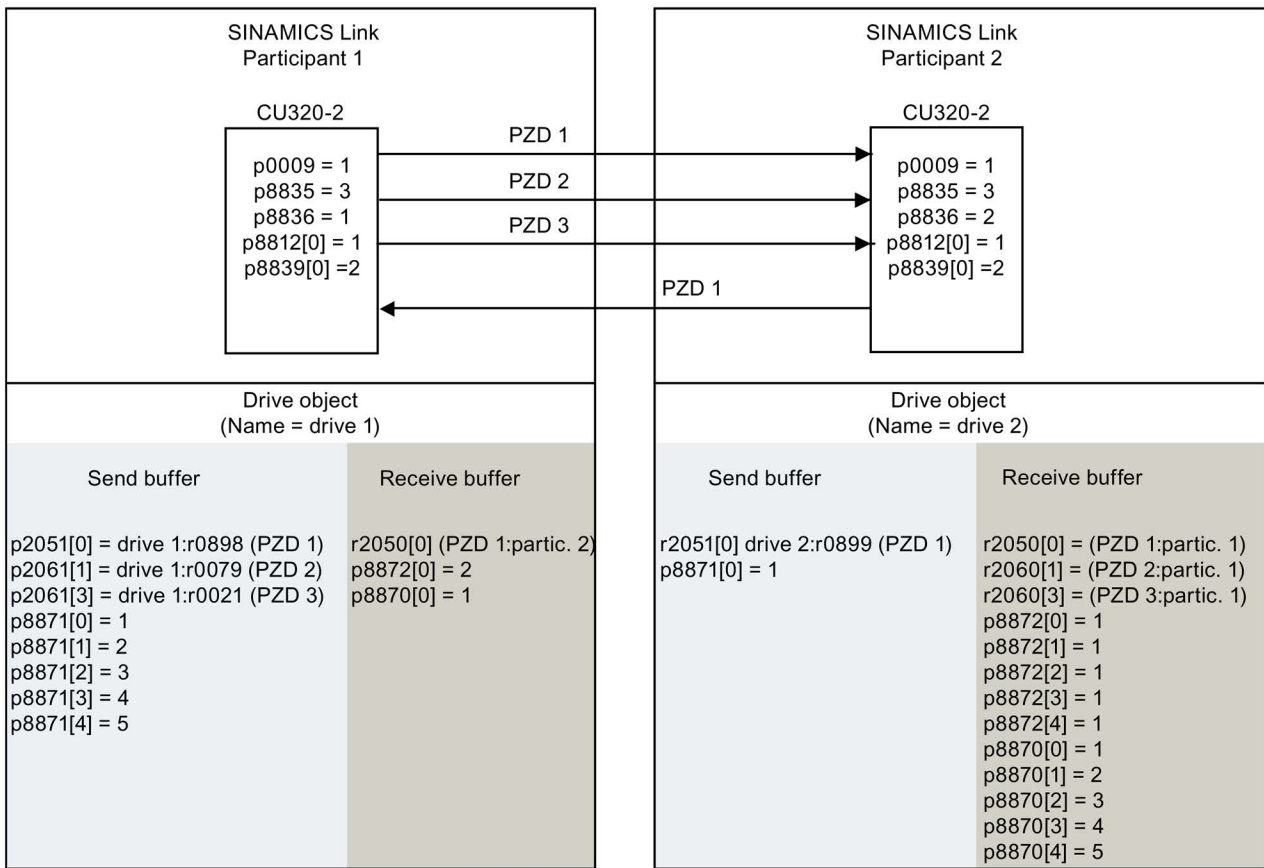 SINAMICS Link
Participant 1
CU320-2
p0009 = 1
p8835 = 3
p8836 = 1
p8812[0] = 1
p8839[0] =2
PZD 1
PZD 2
PZD 3
PZD 1
SINAMICS Link
Participant 2
CU320-2
p0009 = 1
p8835 = 3
p8836 = 2
p8812[0] = 1
p8839[0] =2
Drive object
(Name = drive 1)
Send buffer
p2051[0] = drive 1:r0898 (PZD 1)
p2061[1] = drive 1:r0079 (PZD 2)
p2061[3] = drive 1:r0021 (PZD 3)
p8871[0] = 1
p8871[1] = 2
p8871[2] = 3
p8871[3] = 4
p8871[4] = 5
Receive buffer
r2050[0] (PZD 1:partic. 2)
p8872[0] = 2
p8870[0] = 1
Drive object
(Name = drive 2)
Send buffer
r2051[0] drive 2:r0899 (PZD 1)
p8871[0] = 1
Receive buffer
r2050[0] = (PZD 1:partic. 1)
r2060[1] = (PZD 2:partic. 1)
r2060[3] = (PZD 3:partic. 1)
p8872[0] = 1
p8872[1] = 1
p8872[2] = 1
p8872[3] = 1
p8872[4] = 1
p8870[0] = 1
p8870[1] = 2
p8870[2] = 3
p8870[3] = 4
p8870[4] = 5